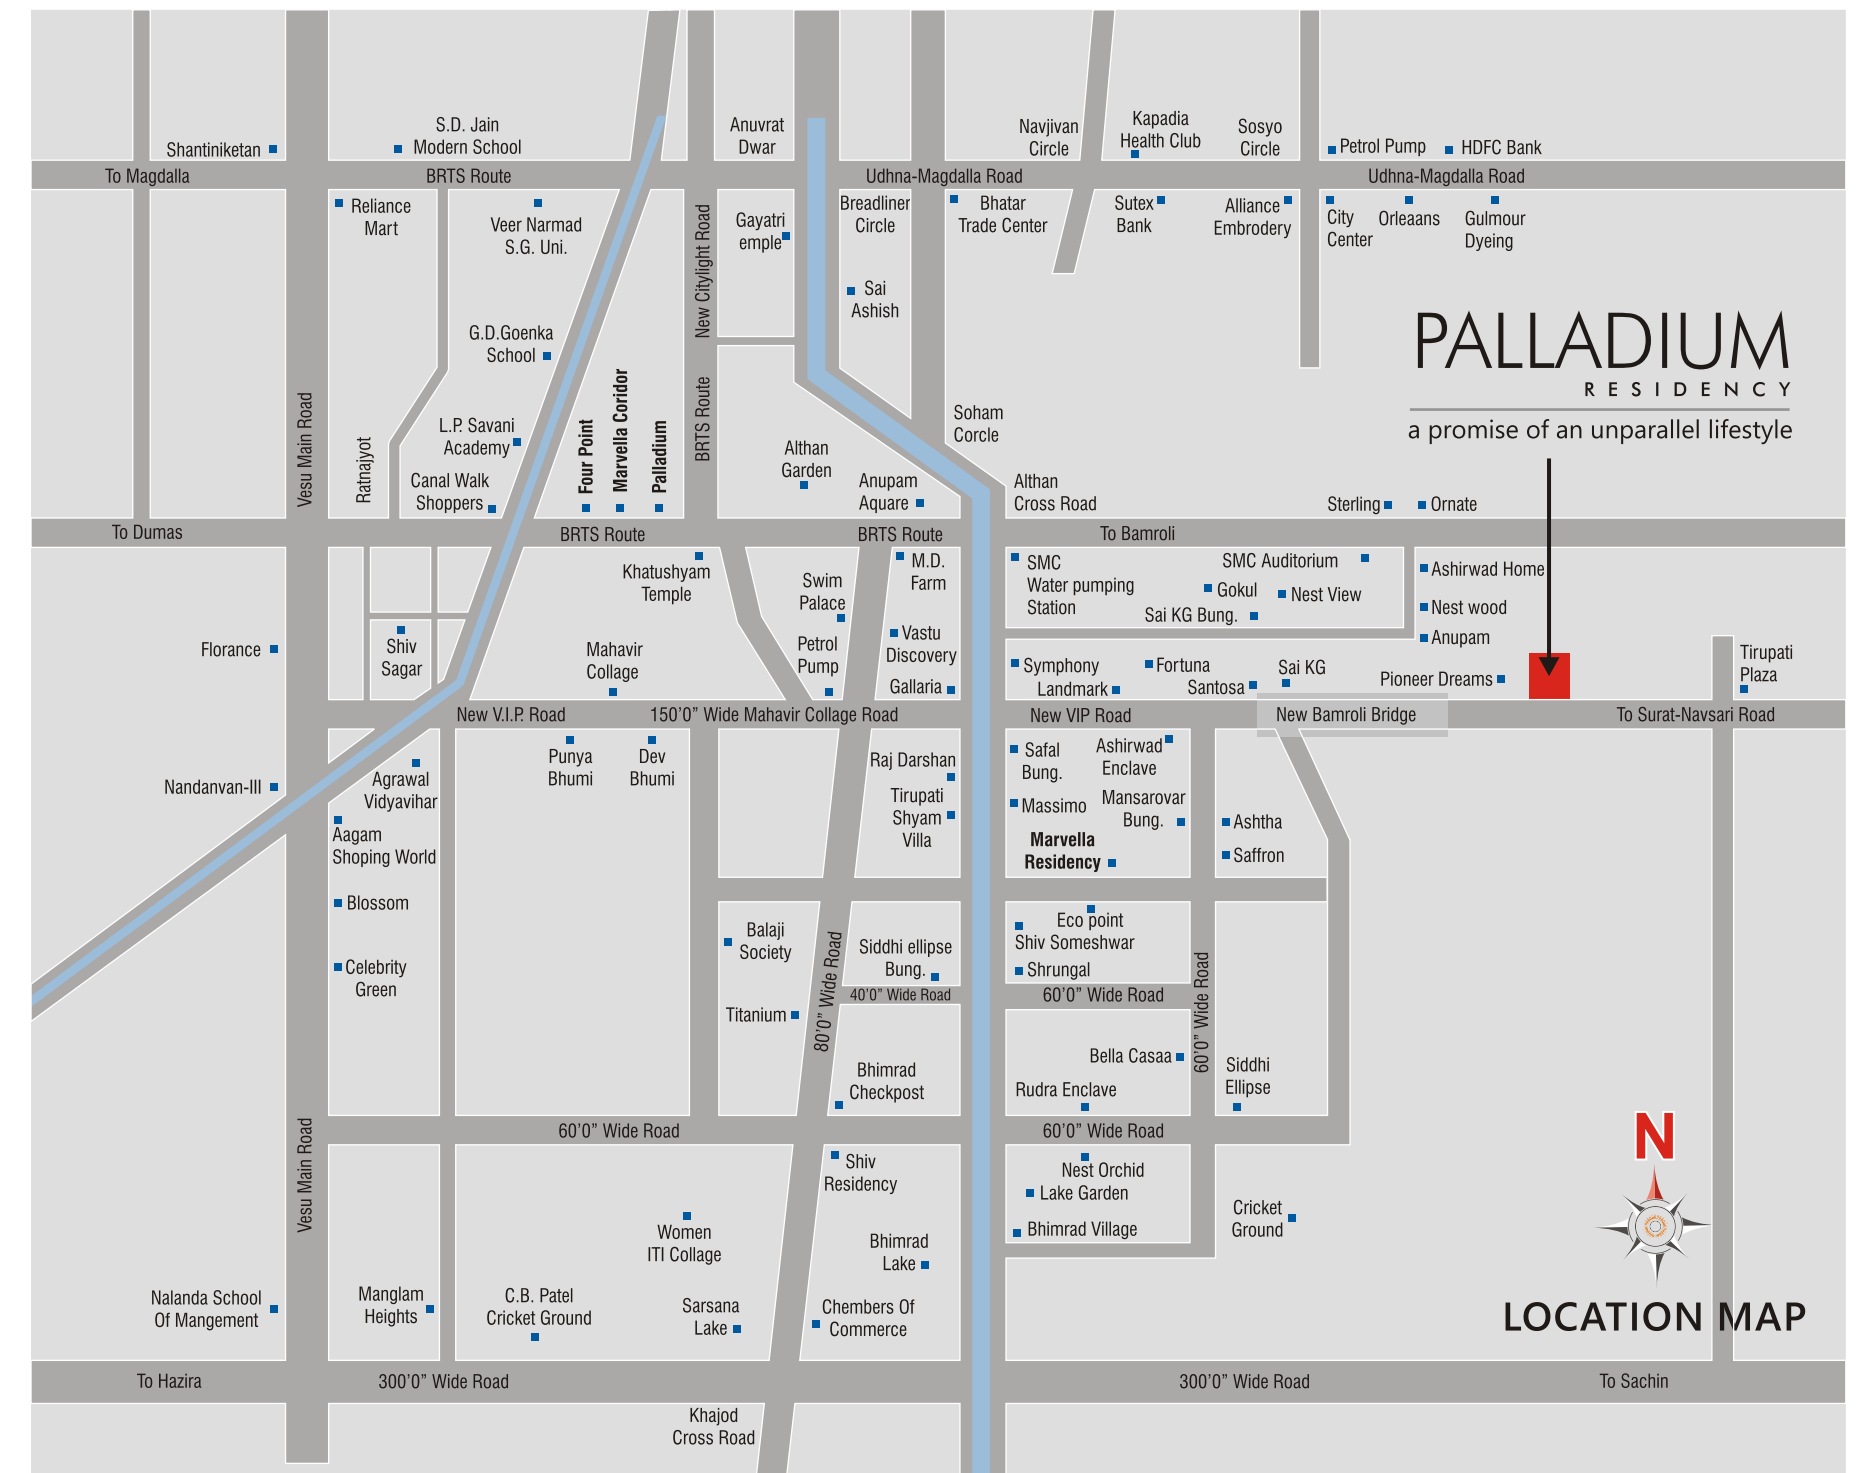 S.D. Jain
Modern School
Shantiniketan
Anuvrat
Dwar
Navjivan
Circle
Kapadia
Health Club
Sosyo
Circle
Petrol Pump
HDFC Bank
To Magdalla
BRTS Route
Udhna-Magdalla Road
Udhna-Magdalla Road
Reliance
Mart
Veer Narmad
S.G. Uni.
New Citylight Road
Gayatri
emple
Breadliner
Circle
Bhatar
Trade Center
Sutex
Bank
Alliance
Embrodery
City
Center
Orleaans
Gulmour
Dyeing
Sai
Ashish
G.D.Goenka
School
PALLADIUM
RESIDENCY
a promise of an unparallel lifestyle
Vesu Main Road
Ratnajyot
L.P. Savani
Academy
Canal Walk
Shoppers
Four Point
Marvella Coridor
Palladium
BRTS Route
Althan
Garden
Anupam
Aquare
Soham
Corcle
Althan
Cross Road
Sterling
Ornate
To Dumas
BRTS Route
BRTS Route
To Bamroli
Khatushyam
Temple
Swim
Palace
M.D.
Farm
SMC
Water pumping
Station
SMC Auditorium
Gokul
Nest View
Sai KG Bung.
Ashirwad Home
Nest wood
Anupam
Florance
Shiv
Sagar
Mahavir
Collage
Petrol
Pump
Vastu
Discovery
Gallaria
Symphony
Landmark
Fortuna
Santosa
Sai KG
Pioneer Dreams
Tirupati
Plaza
New V.I.P. Road
150'0” Wide Mahavir Collage Road
New VIP Road
New Bamroli Bridge
To Surat-Navsari Road
Nandanvan-III
Agrawal
Vidyavihar
Punya
Bhumi
Dev
Bhumi
Raj Darshan
Tirupati
Shyam
Villa
Safal
Bung.
Ashirwad
Enclave
Massimo
Mansarovar
Bung.
Marvella
Residency
Ashtha
Saffron
Aagam
Shoping World
Blossom
Celebrity
Green
Balaji
Society
Titanium
80'0” Wide Road
Siddhi ellipse
Bung.
40'0” Wide Road
Eco point
Shiv Someshwar
Shrungal
60'0” Wide Road
60'0” Wide Road
Bhimrad
Checkpost
Bella Casaa
Rudra Enclave
Siddhi
Ellipse
60'0” Wide Road
60'0” Wide Road
N
Vesu Main Road
Shiv
Residency
Nest Orchid
Lake Garden
Bhimrad Village
Cricket
Ground
Women
ITI Collage
Bhimrad
Lake
Nalanda School
Of Mangement
Manglam
Heights
C.B. Patel
Cricket Ground
Sarsana
Lake
Chembers Of
Commerce
LOCATION MAP
To Hazira
300'0” Wide Road
300'0” Wide Road
To Sachin
Khajod
Cross Road